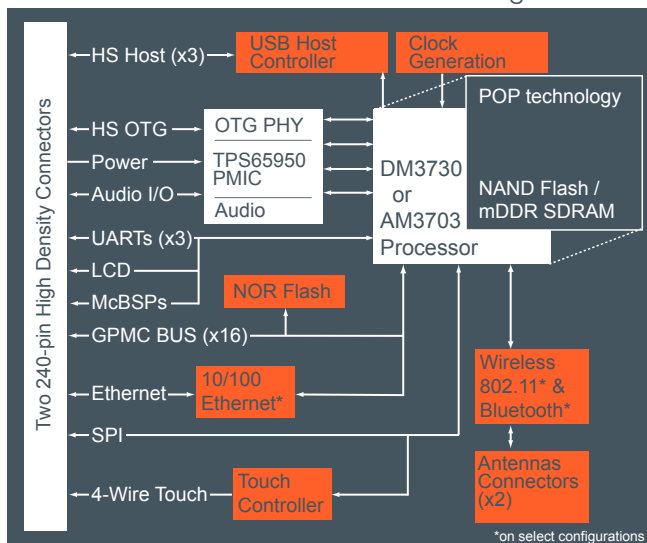 HS Host (x3)
USB Host
Controller
Clock
Generation
POP technology
NAND Flash /
mDDR SDRAM
HS OTG
OTG PHY
Power
TPS65950
PMIC
Audio I/O
Audio
DM3730
or
AM3703
Processor
Two 240-pin High Density Connectors
UARTs (x3)
LCD
McBSPs
NOR Flash
GPMC BUS (x16)
Ethernet
10/100
Ethernet*
Wireless
802.11* &
Bluetooth*
SPI
4-Wire Touch
Touch
Controller
Antennas
Connectors
(x2)
*on select configurations